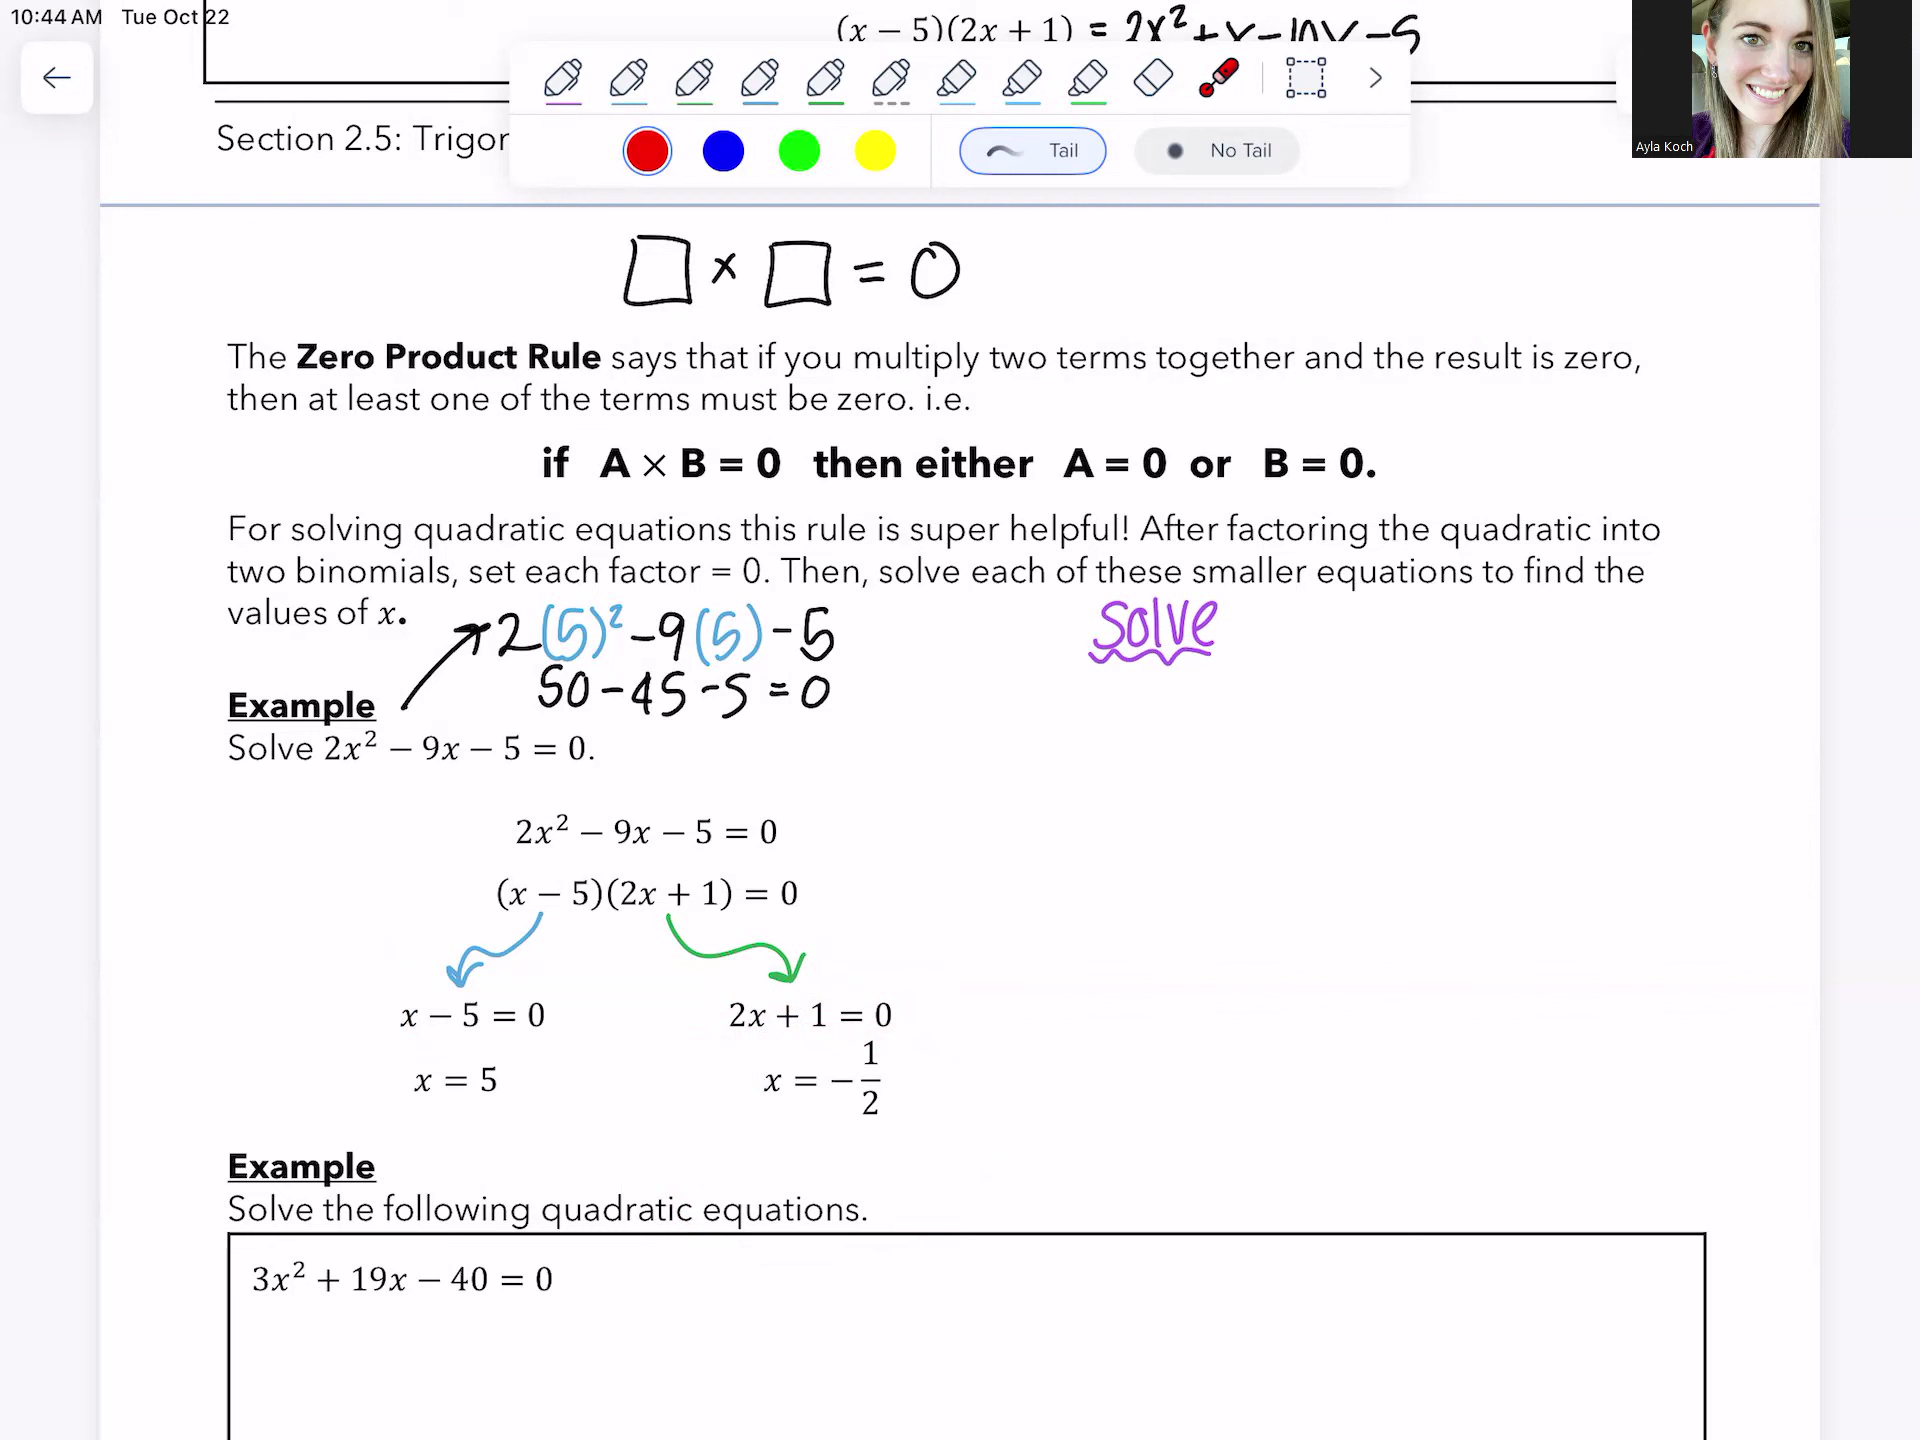 10:44 AM Tue Oct 22
(x − 5)(2x + 1) = 2x² + x − 10x − 5
Ayla Koch
Section 2.5: Trigon
Tail
No Tail
□ × □ = 0
The Zero Product Rule says that if you multiply two terms together and the result is zero,
then at least one of the terms must be zero. i.e.
if A × B = 0 then either A = 0 or B = 0.
For solving quadratic equations this rule is super helpful! After factoring the quadratic into
two binomials, set each factor = 0. Then, solve each of these smaller equations to find the
values of x.
2(5)² − 9(5) − 5
solve
50 − 45 − 5 = 0
Example
Solve 2x² − 9x − 5 = 0.
2x² − 9x − 5 = 0
(x − 5)(2x + 1) = 0
x − 5 = 0
2x + 1 = 0
x = 5
x = −1/2
Example
Solve the following quadratic equations.
3x² + 19x − 40 = 0